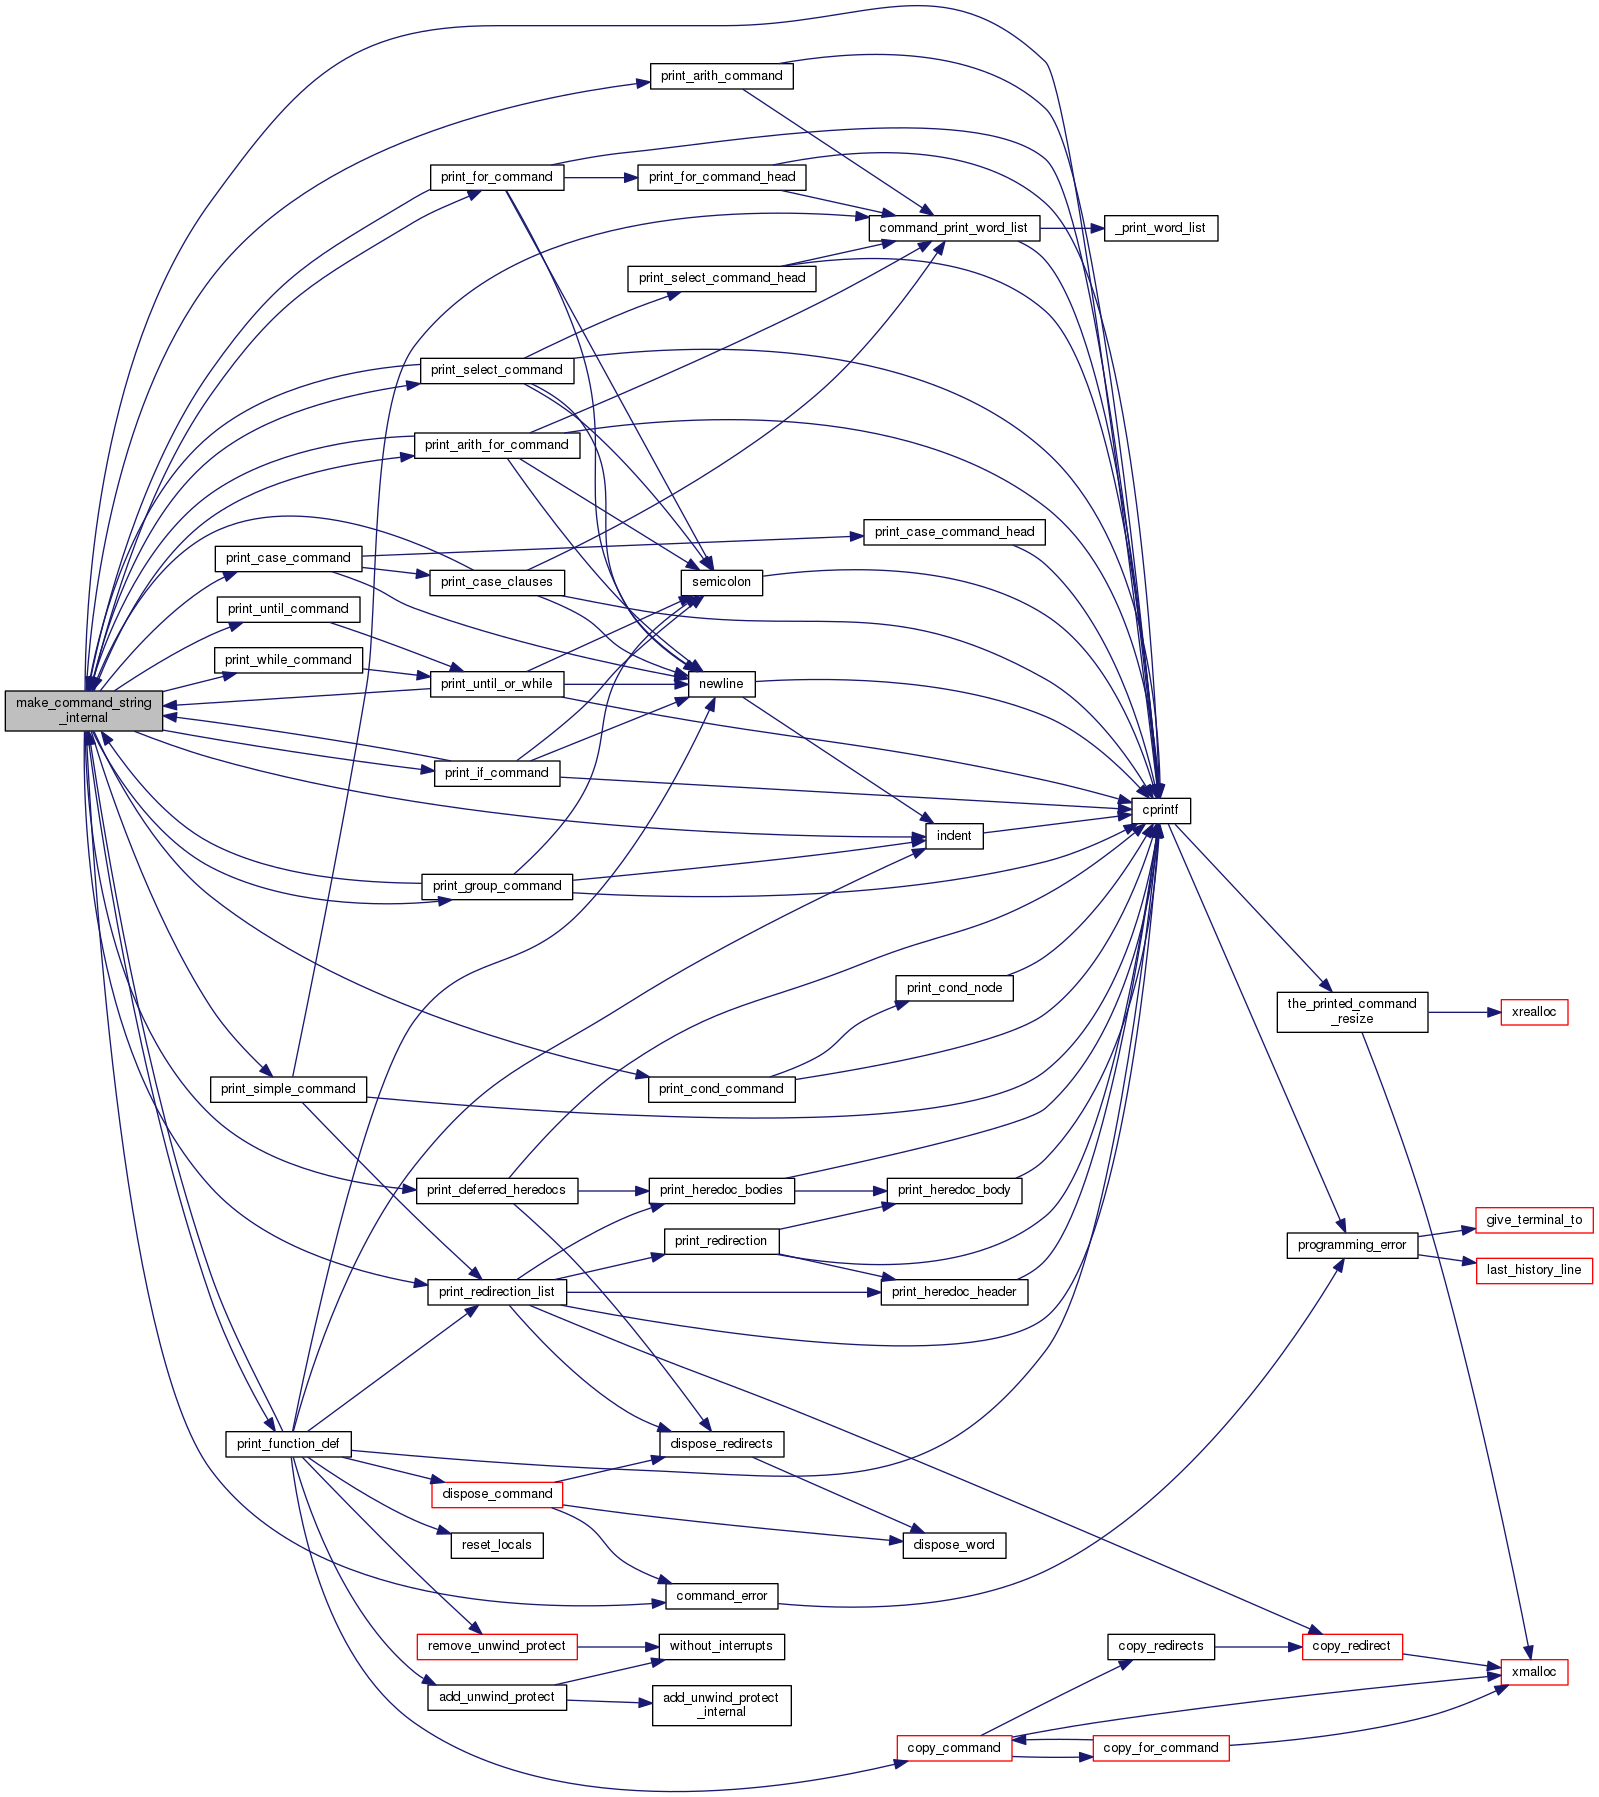 print_arith_command
print_for_command
print_for_command_head
command_print_word_list
_print_word_list
print_select_command_head
print_select_command
print_arith_for_command
print_case_command_head
print_case_command
print_case_clauses
semicolon
print_until_command
print_while_command
print_until_or_while
newline
make_command_string
_internal
print_if_command
cprintf
indent
print_group_command
print_cond_node
the_printed_command
_resize
xrealloc
print_simple_command
print_cond_command
print_deferred_heredocs
print_heredoc_bodies
print_heredoc_body
give_terminal_to
print_redirection
programming_error
last_history_line
print_redirection_list
print_heredoc_header
print_function_def
dispose_redirects
dispose_command
reset_locals
dispose_word
command_error
remove_unwind_protect
without_interrupts
copy_redirects
copy_redirect
xmalloc
add_unwind_protect
add_unwind_protect
_internal
copy_command
copy_for_command